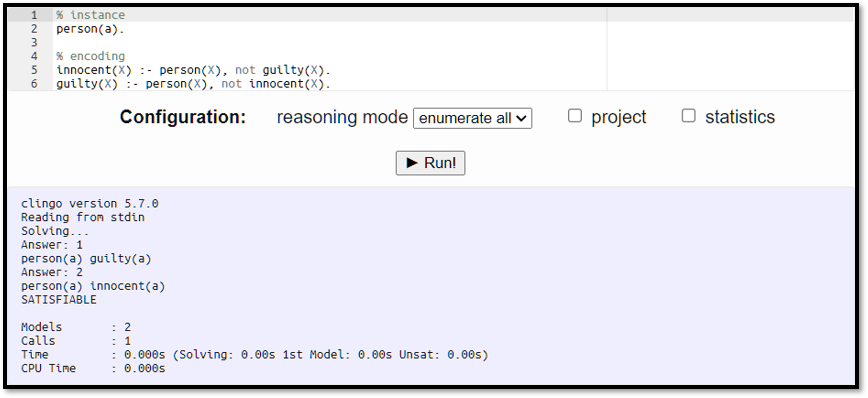 1 % instance
2 person(a).
3
4 % encoding
5 innocent(X) :- person(X), not guilty(X).
6 guilty(X) :- person(X), not innocent(X).
Configuration: reasoning mode enumerate all project statistics
► Run!
clingo version 5.7.0
Reading from stdin
Solving...
Answer: 1
person(a) guilty(a)
Answer: 2
person(a) innocent(a)
SATISFIABLE
Models : 2
Calls : 1
Time : 0.000s (Solving: 0.00s 1st Model: 0.00s Unsat: 0.00s)
CPU Time : 0.000s